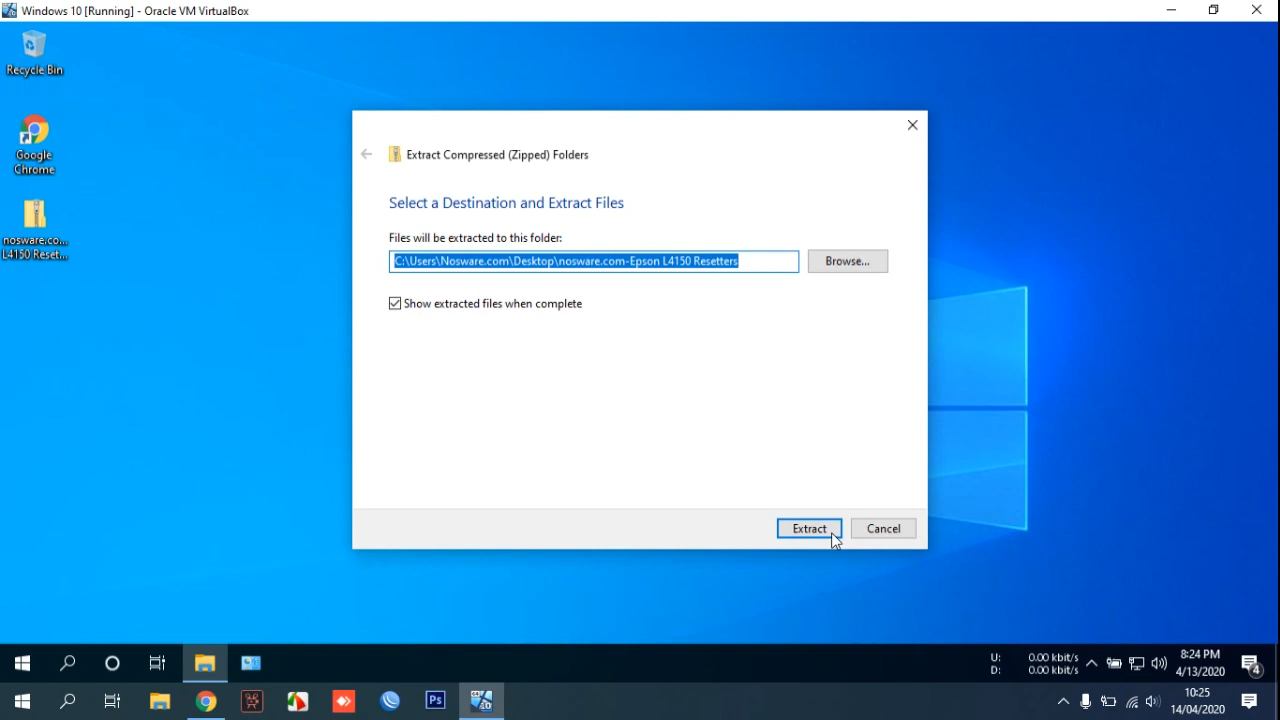 Windows 10 [Running] - Oracle VM VirtualBox
Recycle Bin
Google
Chrome
nosware.co...
L4150 Reset...
Extract Compressed (Zipped) Folders
Select a Destination and Extract Files
Files will be extracted to this folder:
C:\Users\Nosware.com\Desktop\nosware.com-Epson L4150 Resetters
Browse...
Show extracted files when complete
Extract
Cancel
U: 0.00 kbit/s
D: 0.00 kbit/s
8:24 PM
4/13/2020
4
Ps
10:25
14/04/2020